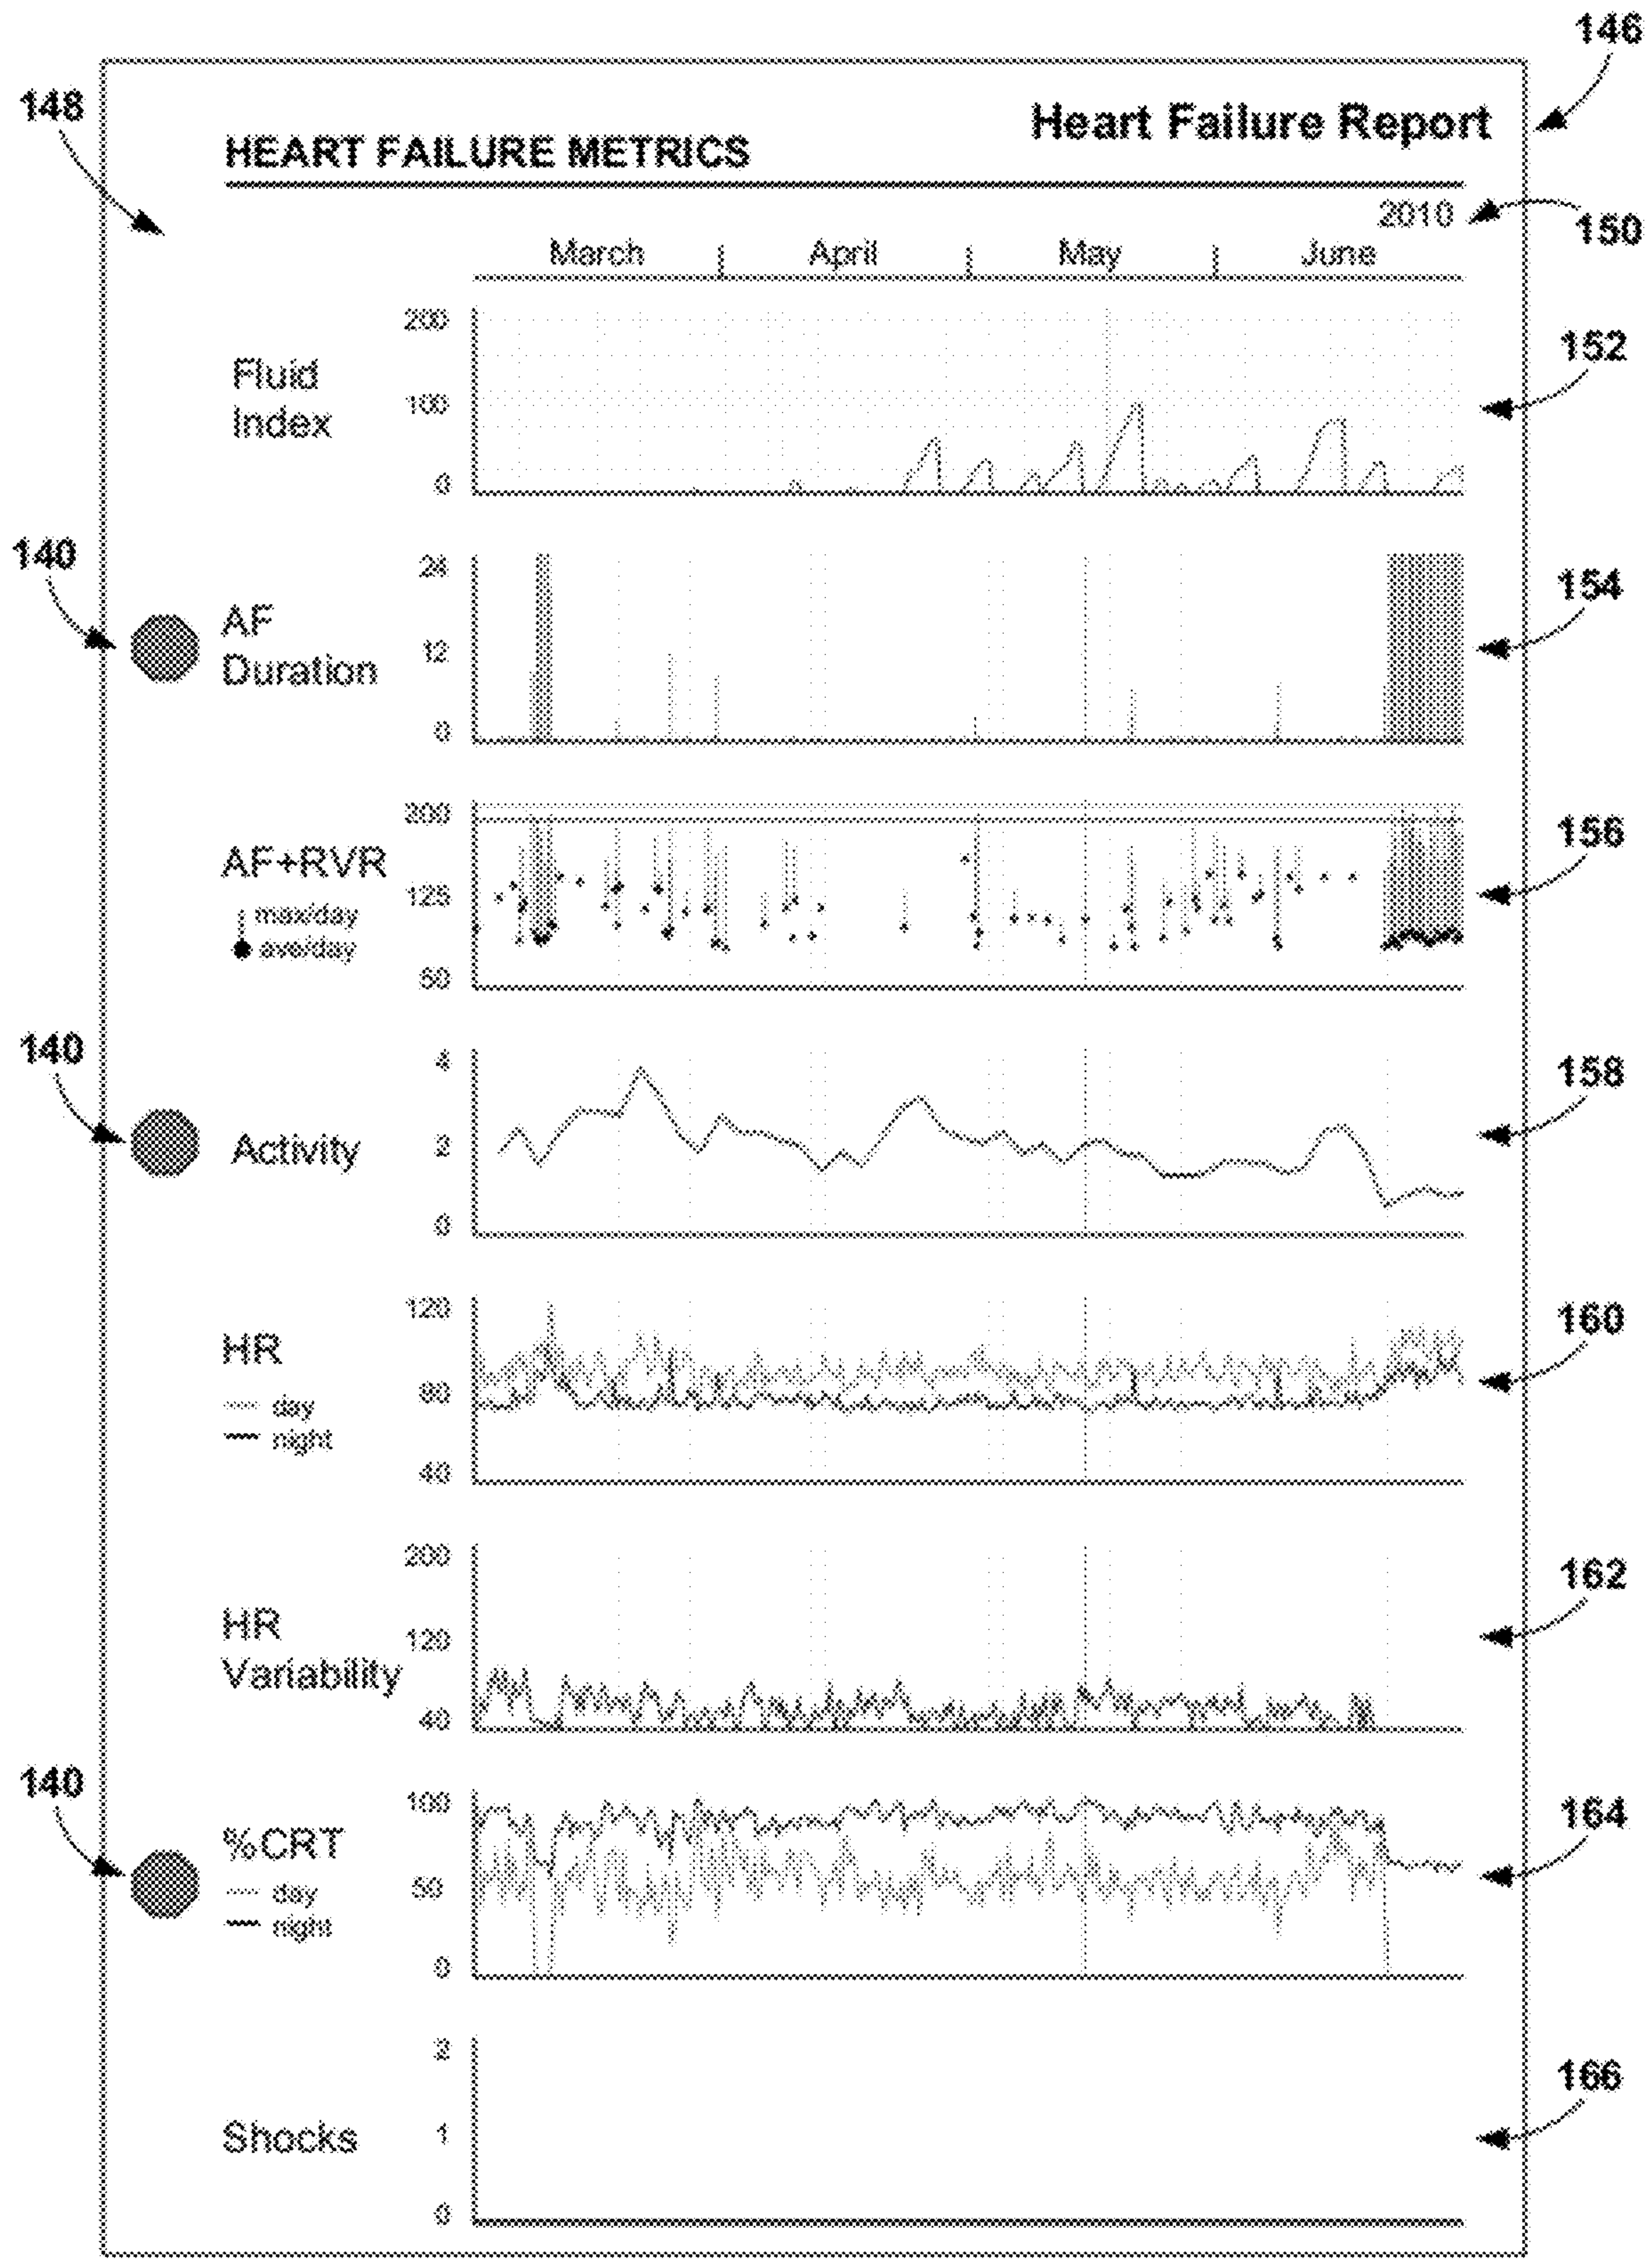 146
148
Heart Failure Report
HEART FAILURE METRICS
2010
150
March April May June
200
Fluid
Index
100
0
152
140
24
AF
Duration
12
0
154
200
AF+RVR
125
max/day
ave/day
50
156
140
4
Activity
2
0
158
120
HR
80
day
night
40
160
200
HR
Variability
120
40
162
140
100
%CRT
50
day
night
0
164
2
Shocks
1
0
166